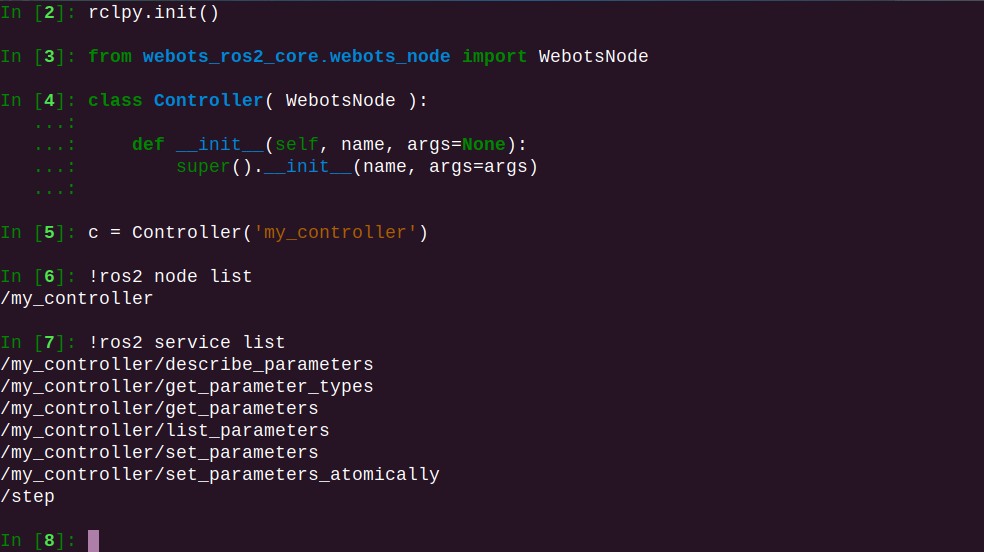 In [2]: rclpy.init()
In [3]: from webots_ros2_core.webots_node import WebotsNode
In [4]: class Controller( WebotsNode ):
   ...:
   ...:     def __init__(self, name, args=None):
   ...:         super().__init__(name, args=args)
   ...:
In [5]: c = Controller('my_controller')
In [6]: !ros2 node list
/my_controller
In [7]: !ros2 service list
/my_controller/describe_parameters
/my_controller/get_parameter_types
/my_controller/get_parameters
/my_controller/list_parameters
/my_controller/set_parameters
/my_controller/set_parameters_atomically
/step
In [8]: